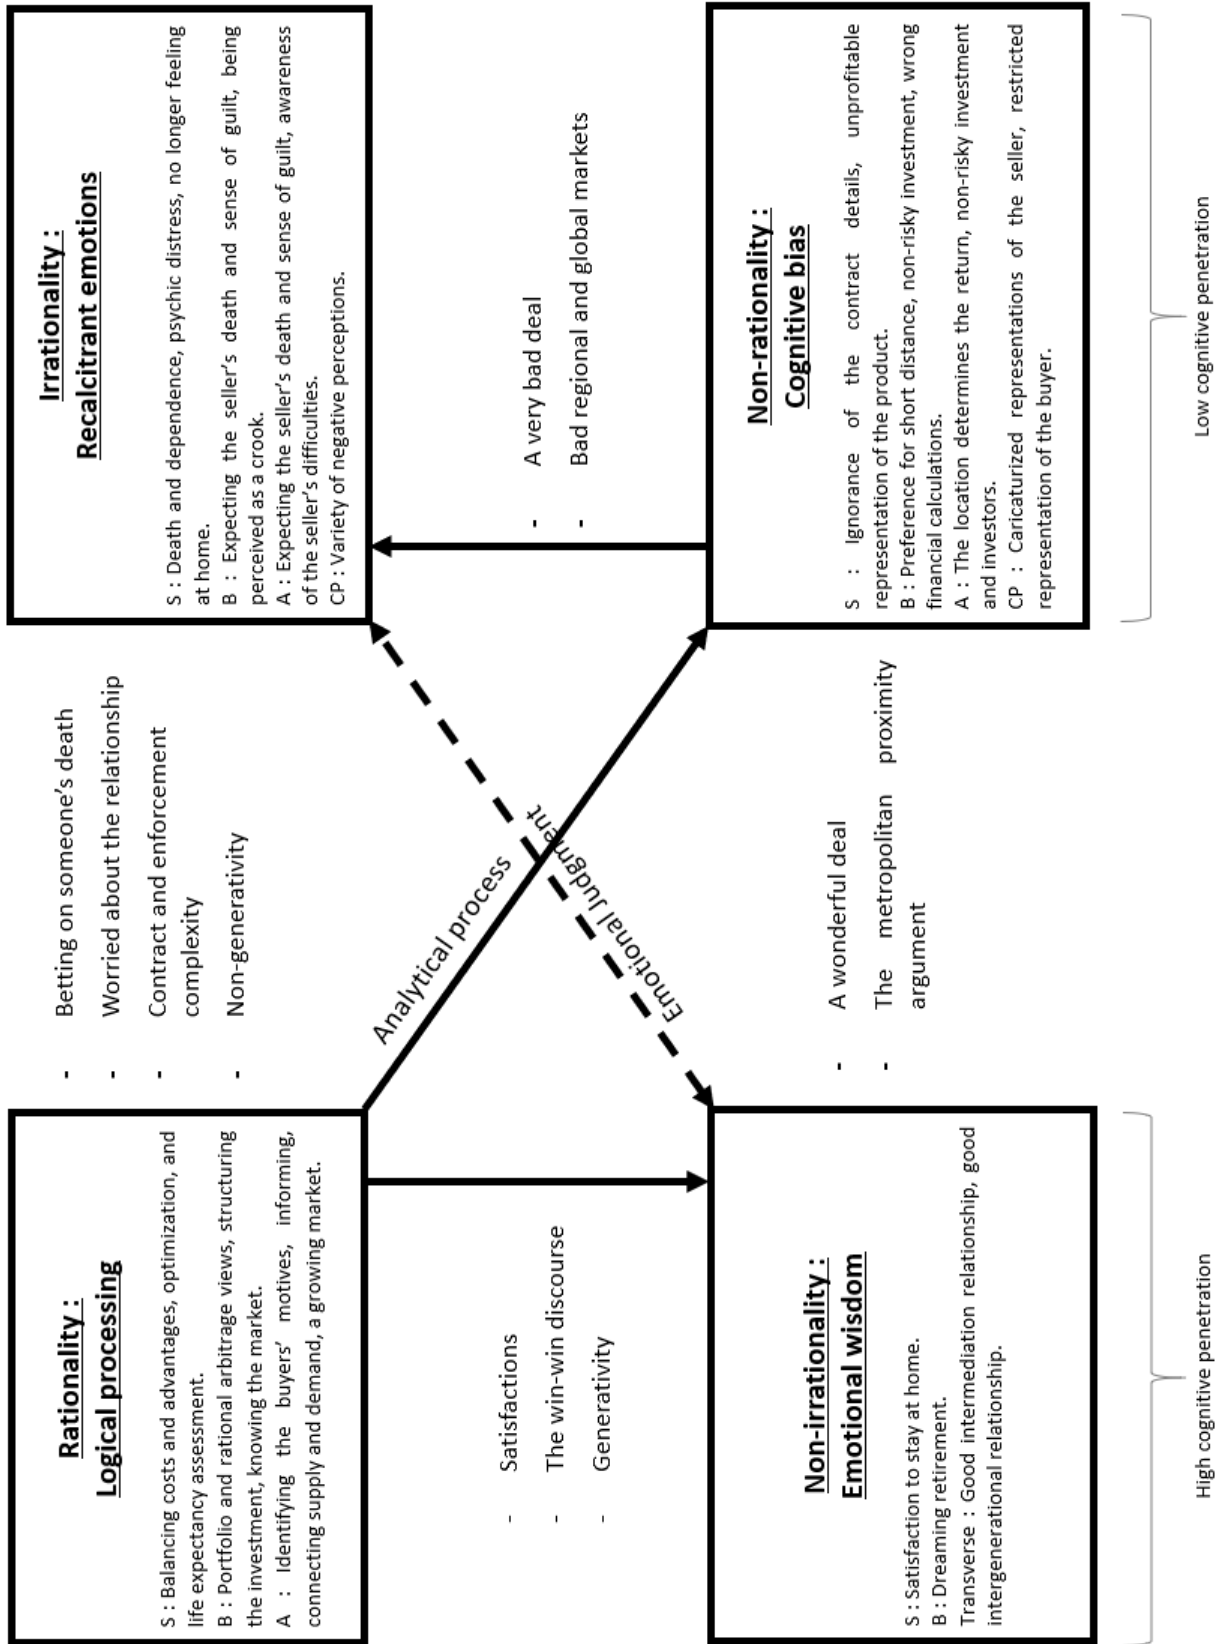 Rationality :
Logical processing
S : Balancing costs and advantages, optimization, and
life expectancy assessment.
B : Portfolio and rational arbitrage views, structuring
the investment, knowing the market.
A : Identifying the buyers' motives, informing,
connecting supply and demand, a growing market.
- Betting on someone's death
- Worried about the relationship
- Contract and enforcement
complexity
- Non-generativity
Irrationality :
Recalcitrant emotions
S : Death and dependence, psychic distress, no longer feeling
at home.
B : Expecting the seller's death and sense of guilt, being
perceived as a crook.
A : Expecting the seller's death and sense of guilt, awareness
of the seller's difficulties.
CP : Variety of negative perceptions.
- Satisfactions
- The win-win discourse
- Generativity
Analytical process
Emotional Judgment
- A very bad deal
- Bad regional and global markets
Non-irrationality :
Emotional wisdom
S : Satisfaction to stay at home.
B : Dreaming retirement.
Transverse : Good intermediation relationship, good
intergenerational relationship.
- A wonderful deal
- The metropolitan proximity
argument
Non-rationality :
Cognitive bias
S : Ignorance of the contract details, unprofitable
representation of the product.
B : Preference for short distance, non-risky investment, wrong
financial calculations.
A : The location determines the return, non-risky investment
and investors.
CP : Caricaturized representations of the seller, restricted
representation of the buyer.
High cognitive penetration
Low cognitive penetration